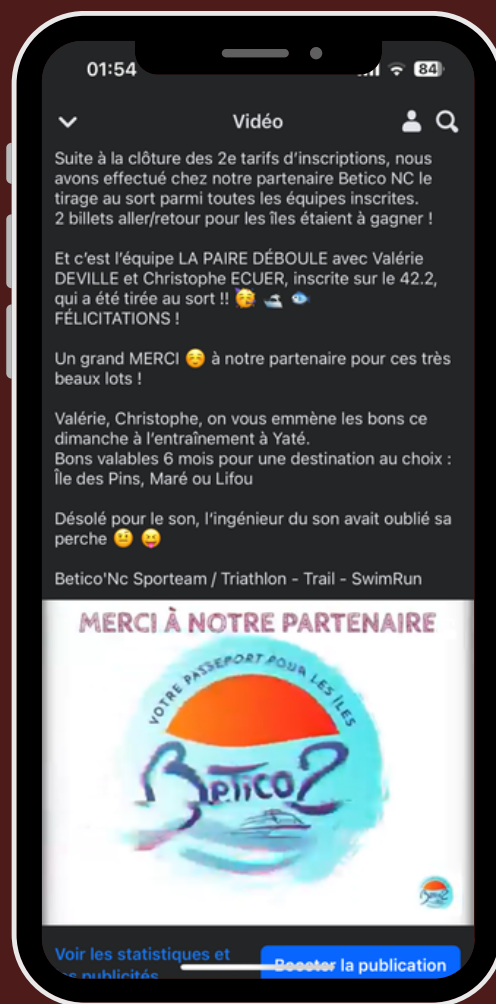 01:54
84
Vidéo
Suite à la clôture des 2e tarifs d'inscriptions, nous
avons effectué chez notre partenaire Betico NC le
tirage au sort parmi toutes les équipes inscrites.
2 billets aller/retour pour les îles étaient à gagner !
Et c'est l'équipe LA PAIRE DÉBOULE avec Valérie
DEVILLE et Christophe ECUER, inscrite sur le 42.2,
qui a été tirée au sort !! 🥳 🛥️ 🐟
FÉLICITATIONS !
Un grand MERCI ☺️ à notre partenaire pour ces très
beaux lots !
Valérie, Christophe, on vous emmène les bons ce
dimanche à l'entraînement à Yaté.
Bons valables 6 mois pour une destination au choix :
Île des Pins, Maré ou Lifou
Désolé pour le son, l'ingénieur du son avait oublié sa
perche 🤨 😝
Betico'Nc Sporteam / Triathlon - Trail - SwimRun
MERCI À NOTRE PARTENAIRE
VOTRE PASSEPORT POUR LES ÎLES
BETICO2
Voir les statistiques et
publicités
Booster la publication